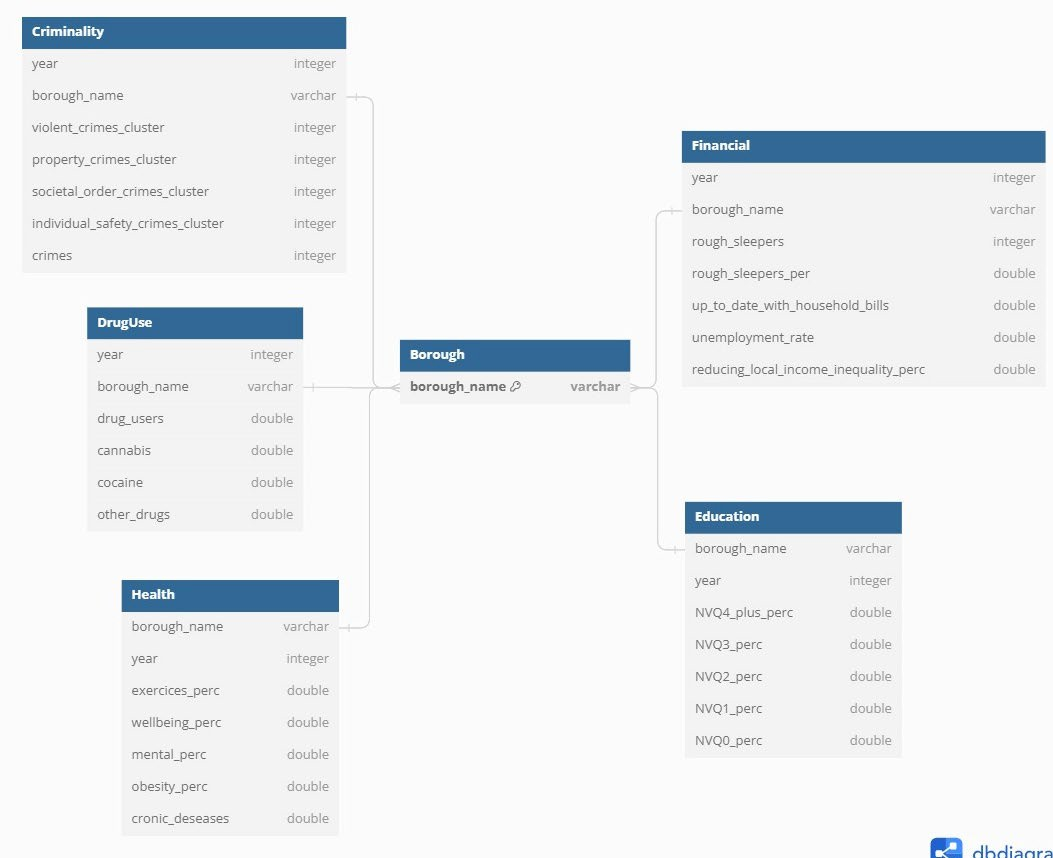 Criminality
year integer
borough_name varchar
violent_crimes_cluster integer
property_crimes_cluster integer
societal_order_crimes_cluster integer
individual_safety_crimes_cluster integer
crimes integer
DrugUse
year integer
borough_name varchar
drug_users double
cannabis double
cocaine double
other_drugs double
Health
borough_name varchar
year integer
exercices_perc double
wellbeing_perc double
mental_perc double
obesity_perc double
cronic_deseases double
Borough
borough_name varchar
Financial
year integer
borough_name varchar
rough_sleepers integer
rough_sleepers_per double
up_to_date_with_household_bills double
unemployment_rate double
reducing_local_income_inequality_perc double
Education
borough_name varchar
year integer
NVQ4_plus_perc double
NVQ3_perc double
NVQ2_perc double
NVQ1_perc double
NVQ0_perc double
dbdiagra